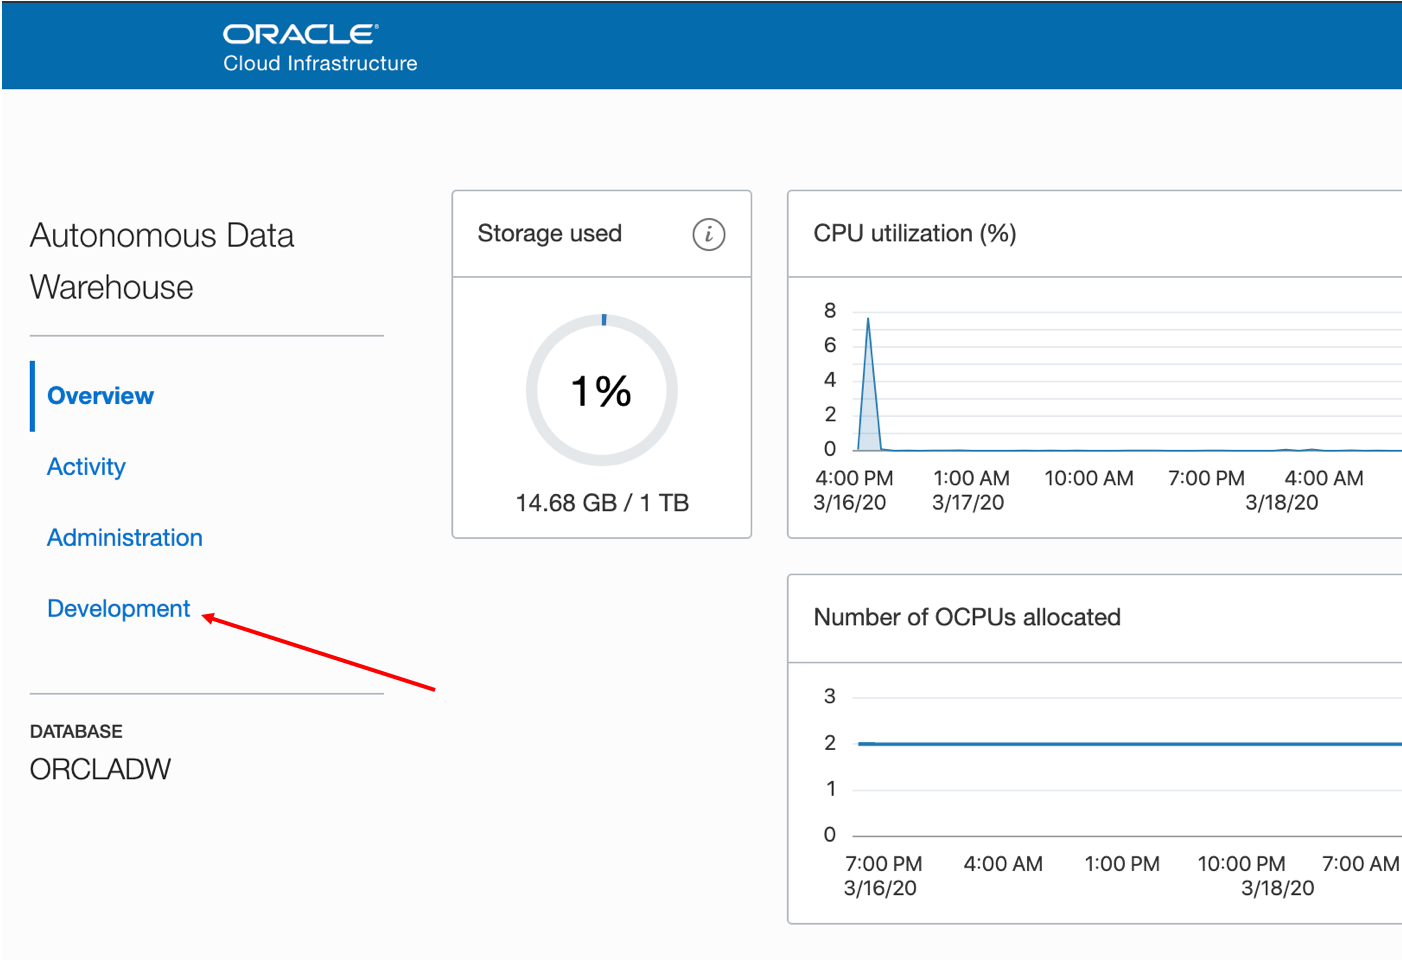 ORACLE®
Cloud Infrastructure
Autonomous Data
Warehouse
Overview
Activity
Administration
Development
DATABASE
ORCLADW
Storage used
i
1%
14.68 GB / 1 TB
CPU utilization (%)
8
6
4
2
0
4:00 PM 1:00 AM 10:00 AM 7:00 PM 4:00 AM
3/16/20 3/17/20 3/18/20
Number of OCPUs allocated
3
2
1
0
7:00 PM 4:00 AM 1:00 PM 10:00 PM 7:00 AM
3/16/20 3/18/20